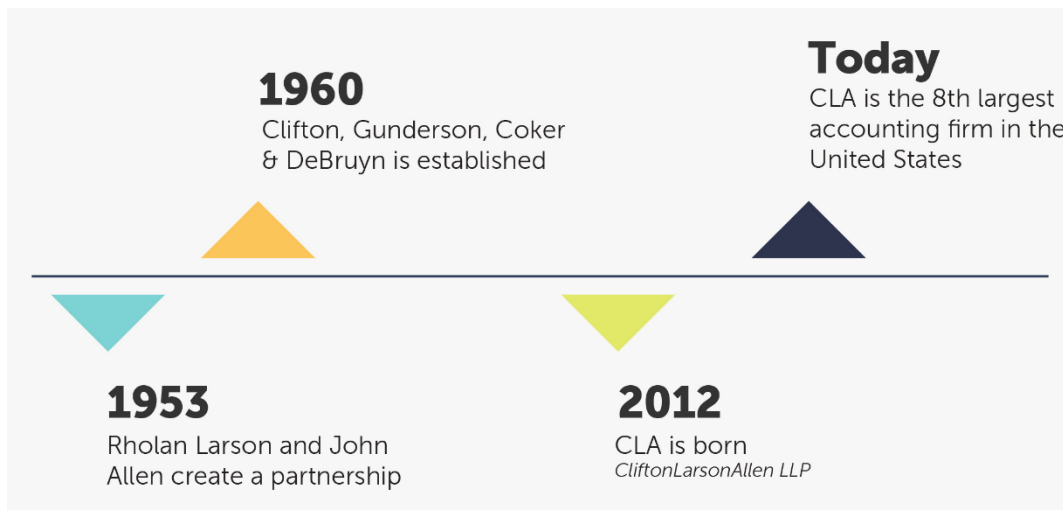 1960
Clifton, Gunderson, Coker
& DeBruyn is established
Today
CLA is the 8th largest
accounting firm in the
United States
1953
Rholan Larson and John
Allen create a partnership
2012
CLA is born
CliftonLarsonAllen LLP